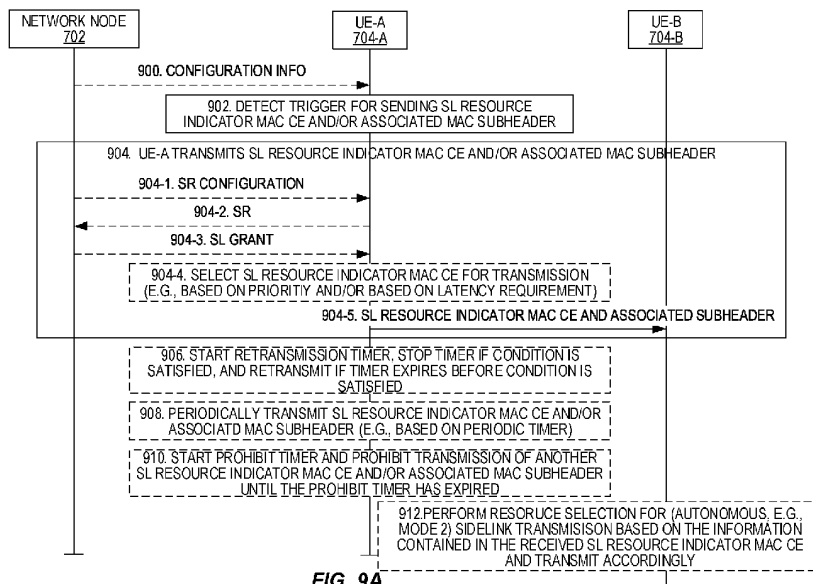 NETWORK NODE
702
UE-A
704-A
UE-B
704-B
900. CONFIGURATION INFO
902. DETECT TRIGGER FOR SENDING SL RESOURCE
INDICATOR MAC CE AND/OR ASSOCIATED MAC SUBHEADER
904. UE-A TRANSMITS SL RESOURCE INDICATOR MAC CE AND/OR ASSOCIATED MAC SUBHEADER
904-1. SR CONFIGURATION
904-2. SR
904-3. SL GRANT
904-4. SELECT SL RESOURCE INDICATOR MAC CE FOR TRANSMISSION
(E.G., BASED ON PRIORITIY AND/OR BASED ON LATENCY REQUIREMENT)
904-5. SL RESOURCE INDICATOR MAC CE AND ASSOCIATED SUBHEADER
906. START RETRANSMISSION TIMER, STOP TIMER IF CONDITION IS
SATISFIED, AND RETRANSMIT IF TIMER EXPIRES BEFORE CONDITION IS
SATISFIED
908. PERIODICALLY TRANSMIT SL RESOURCE INDICATOR MAC CE AND/OR
ASSOCIATD MAC SUBHEADER (E.G., BASED ON PERIODIC TIMER)
910. START PROHIBIT TIMER AND PROHIBIT TRANSMISSION OF ANOTHER
SL RESOURCE INDICATOR MAC CE AND/OR ASSOCIATED MAC SUBHEADER
UNTIL THE PROHIBIT TIMER HAS EXPIRED
912.PERFORM RESORUCE SELECTION FOR (AUTONOMOUS, E.G.,
MODE 2) SIDELINK TRANSMISISON BASED ON THE INFORMATION
CONTAINED IN THE RECEIVED SL RESOURCE INDICATOR MAC CE
AND TRANSMIT ACCORDINGLY
FIG. 9A